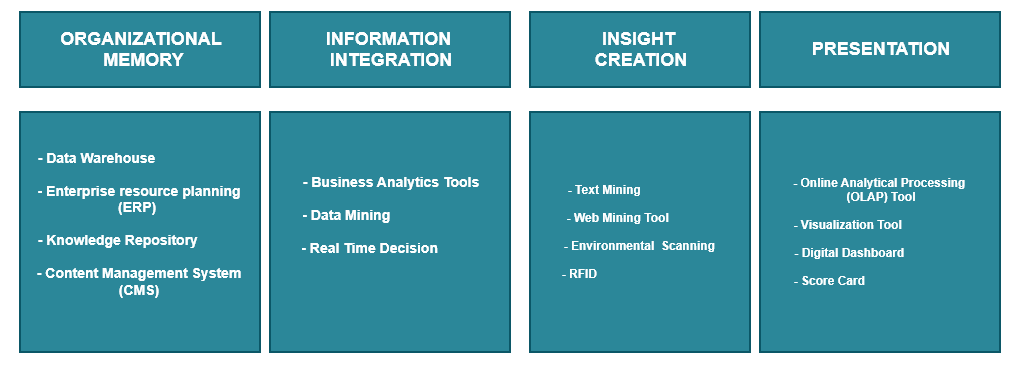 ORGANIZATIONAL
MEMORY
INFORMATION
INTEGRATION
INSIGHT
CREATION
PRESENTATION
- Data Warehouse
- Enterprise resource planning
(ERP)
- Knowledge Repository
- Content Management System
(CMS)
- Business Analytics Tools
- Data Mining
- Real Time Decision
- Text Mining
- Web Mining Tool
- Environmental  Scanning
- RFID
- Online Analytical Processing
(OLAP) Tool
- Visualization Tool
- Digital Dashboard
- Score Card